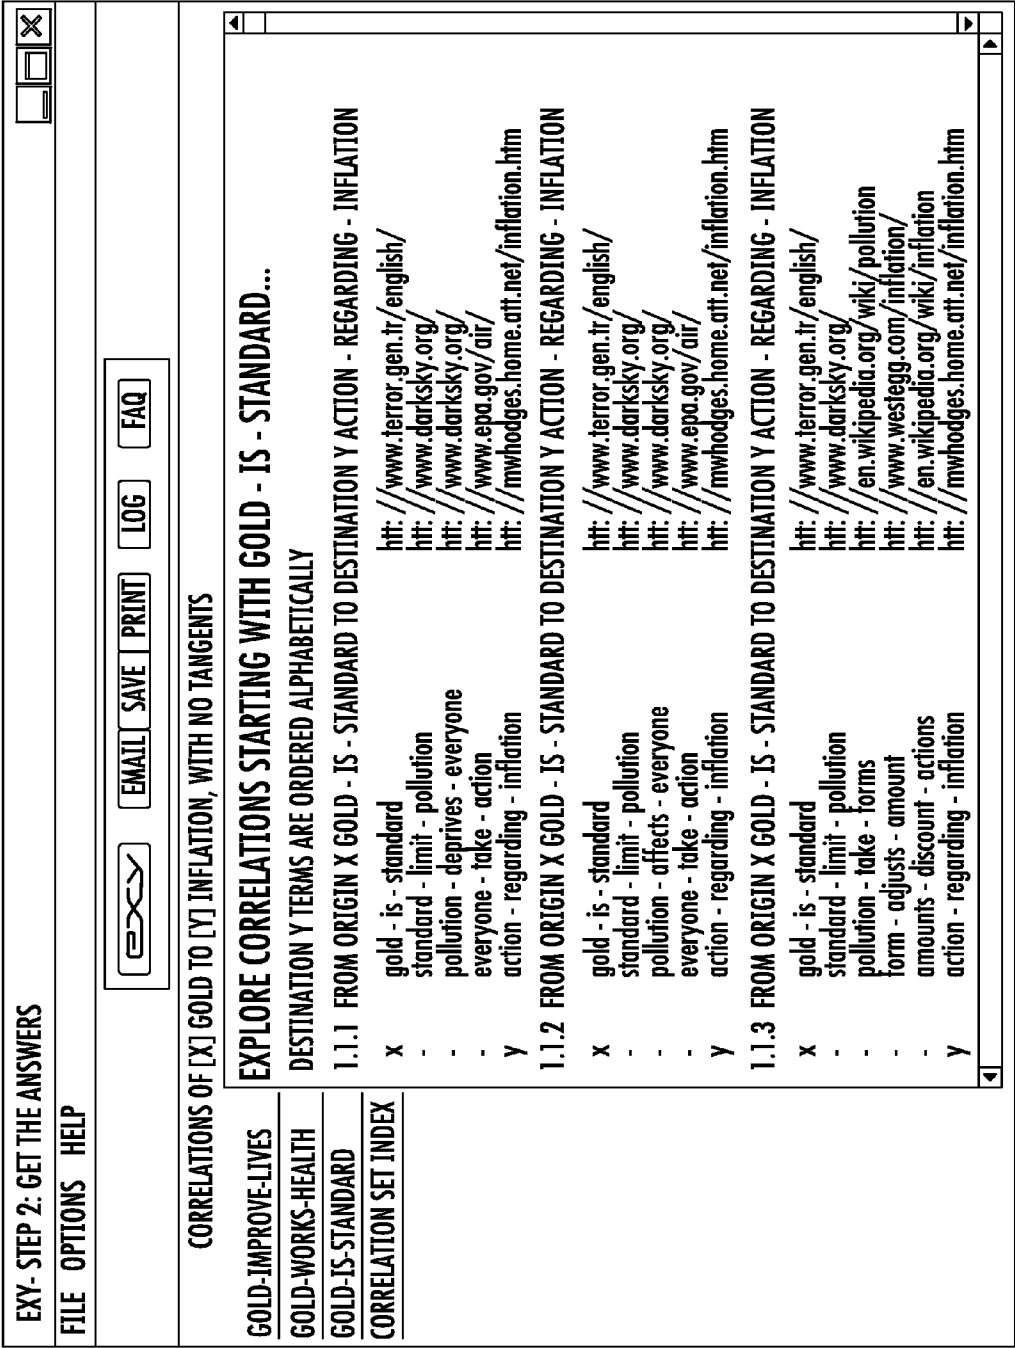 EXY- STEP 2: GET THE ANSWERS
FILE OPTIONS HELP
exy EMAIL SAVE PRINT LOG FAQ
CORRELATIONS OF [X] GOLD TO [Y] INFLATION, WITH NO TANGENTS
GOLD-IMPROVE-LIVES
GOLD-WORKS-HEALTH
GOLD-IS-STANDARD
CORRELATION SET INDEX
EXPLORE CORRELATIONS STARTING WITH GOLD - IS - STANDARD...
DESTINATION Y TERMS ARE ORDERED ALPHABETICALLY
1.1.1 FROM ORIGIN X GOLD - IS - STANDARD TO DESTINATION Y ACTION - REGARDING - INFLATION
x gold - is - standard htt: //www.terror.gen.tr/english/
- standard - limit - pollution htt: //www.darksky.org/
- pollution - deprives - everyone htt: //www.darksky.org/
- everyone - take - action htt: //www.epa.gov/air/
y action - regarding - inflation htt: //mwhodges.home.att.net/inflation.htm
1.1.2 FROM ORIGIN X GOLD - IS - STANDARD TO DESTINATION Y ACTION - REGARDING - INFLATION
x gold - is - standard htt: //www.terror.gen.tr/english/
- standard - limit - pollution htt: //www.darksky.org/
- pollution - affects - everyone htt: //www.darksky.org/
- everyone - take - action htt: //www.epa.gov/air/
y action - regarding - inflation htt: //mwhodges.home.att.net/inflation.htm
1.1.3 FROM ORIGIN X GOLD - IS - STANDARD TO DESTINATION Y ACTION - REGARDING - INFLATION
x gold - is - standard htt: //www.terror.gen.tr/english/
- standard - limit - pollution htt: //www.darksky.org/
- pollution - take - forms htt: //en.wikipedia.org/wiki/pollution
- form - adjusts - amount htt: //www.westegg.com/inflation/
- amounts - discount - actions htt: //en.wikipedia.org/wiki/inflation
y action - regarding - inflation htt: //mwhodges.home.att.net/inflation.htm